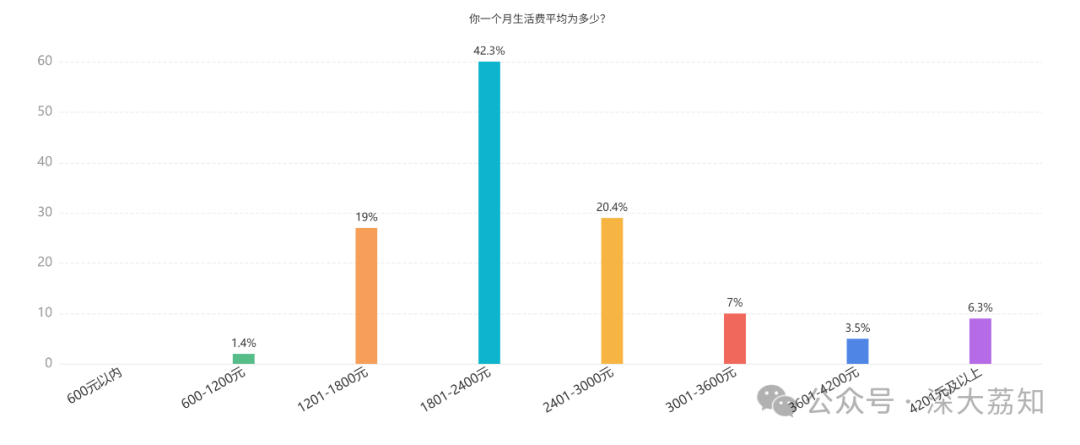 你一个月生活费平均为多少?
60
50
40
30
20
10
0
1.4%
19%
42.3%
20.4%
7%
3.5%
6.3%
600元以内
600-1200元
1201-1800元
1801-2400元
2401-3000元
3001-3600元
3601-4200元
4201元及以上
公众号 · 深大荔知